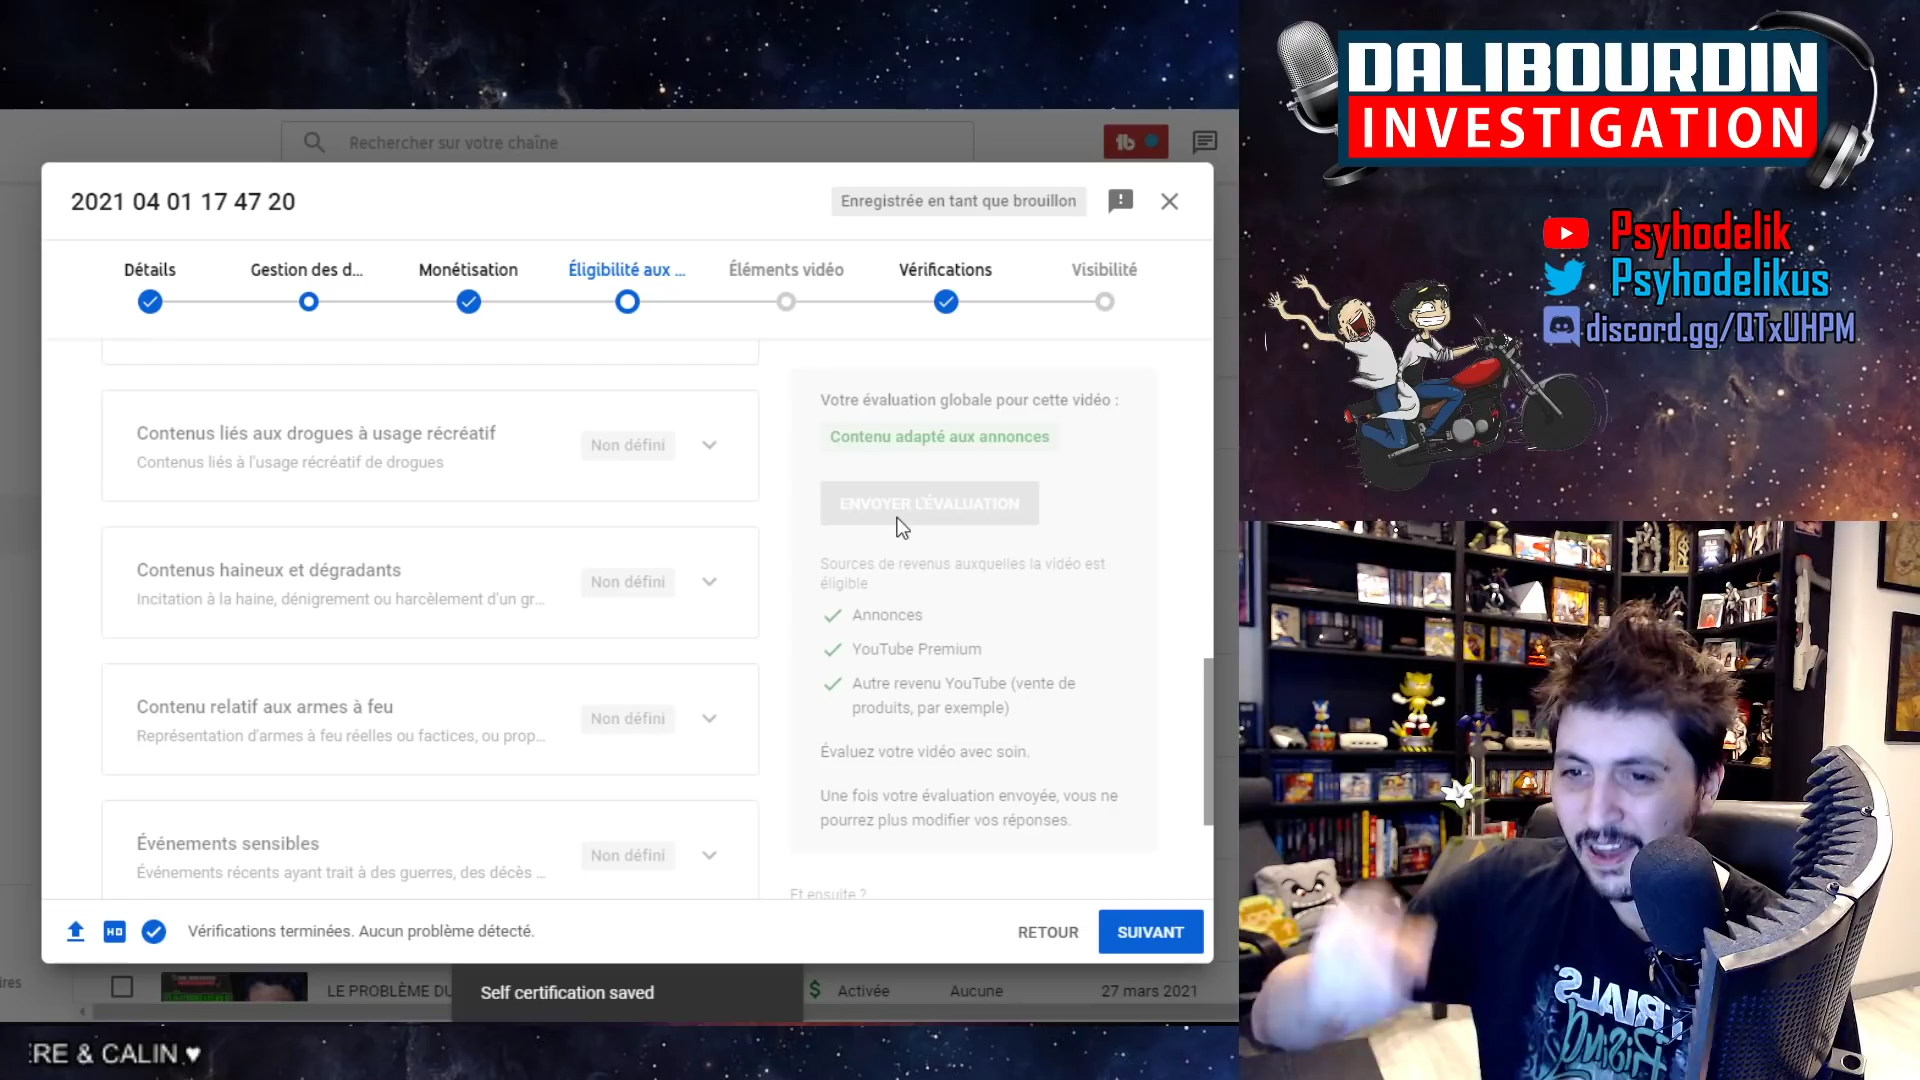 Rechercher sur votre chaîne
2021 04 01 17 47 20
Enregistrée en tant que brouillon
Détails
Gestion des d...
Monétisation
Éligibilité aux ...
Éléments vidéo
Vérifications
Visibilité
Contenus liés aux drogues à usage récréatif
Contenus liés à l'usage récréatif de drogues
Non défini
Contenus haineux et dégradants
Incitation à la haine, dénigrement ou harcèlement d'un gr...
Non défini
Contenu relatif aux armes à feu
Représentation d'armes à feu réelles ou factices, ou prop...
Non défini
Événements sensibles
Événements récents ayant trait à des guerres, des décès ...
Non défini
Votre évaluation globale pour cette vidéo :
Contenu adapté aux annonces
ENVOYER L'ÉVALUATION
Sources de revenus auxquelles la vidéo est
éligible
Annonces
YouTube Premium
Autre revenu YouTube (vente de
produits, par exemple)
Évaluez votre vidéo avec soin.
Une fois votre évaluation envoyée, vous ne
pourrez plus modifier vos réponses.
Et ensuite ?
HD
Vérifications terminées. Aucun problème détecté.
RETOUR
SUIVANT
ires
LE PROBLÈME DU
Self certification saved
$ Activée
Aucune
27 mars 2021
RE & CALIN ♥
DALIBOURDIN
INVESTIGATION
Psyhodelik
Psyhodelikus
discord.gg/QTxUHPM
TRIALS
Rising